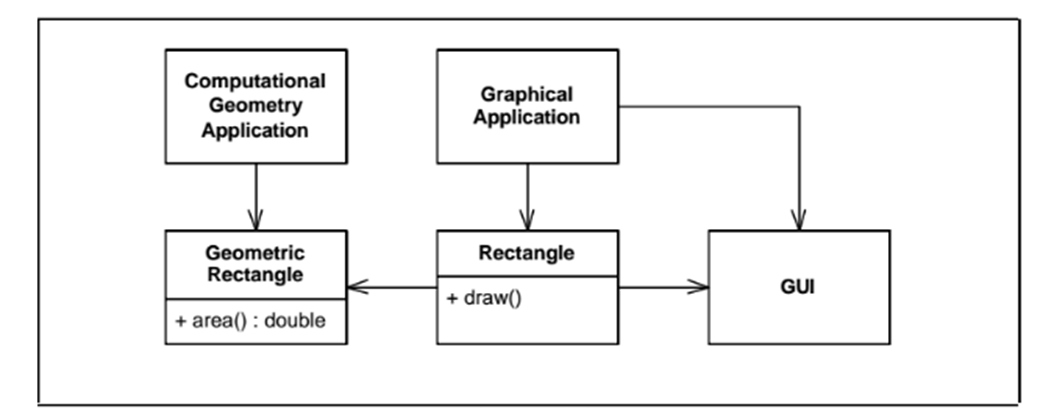 Computational
Geometry
Application
Graphical
Application
Geometric
Rectangle
+ area() : double
Rectangle
+ draw()
GUI